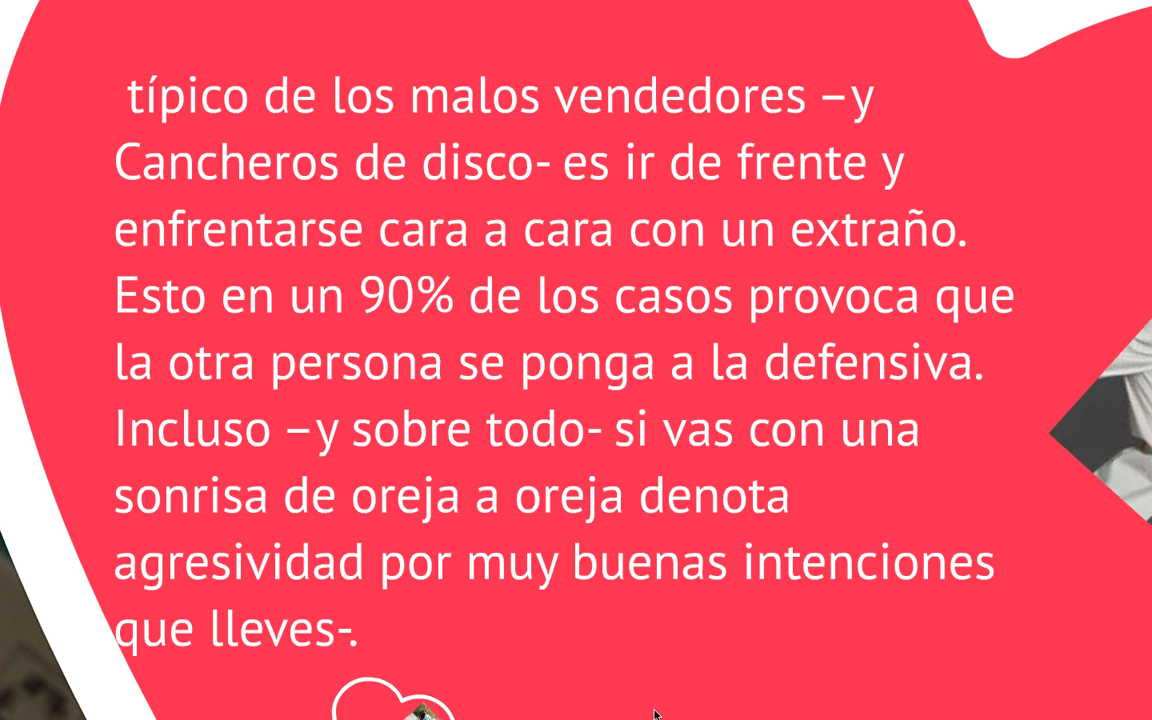 típico de los malos vendedores –y
Cancheros de disco- es ir de frente y
enfrentarse cara a cara con un extraño.
Esto en un 90% de los casos provoca que
la otra persona se ponga a la defensiva.
Incluso –y sobre todo- si vas con una
sonrisa de oreja a oreja denota
agresividad por muy buenas intenciones
que lleves-.